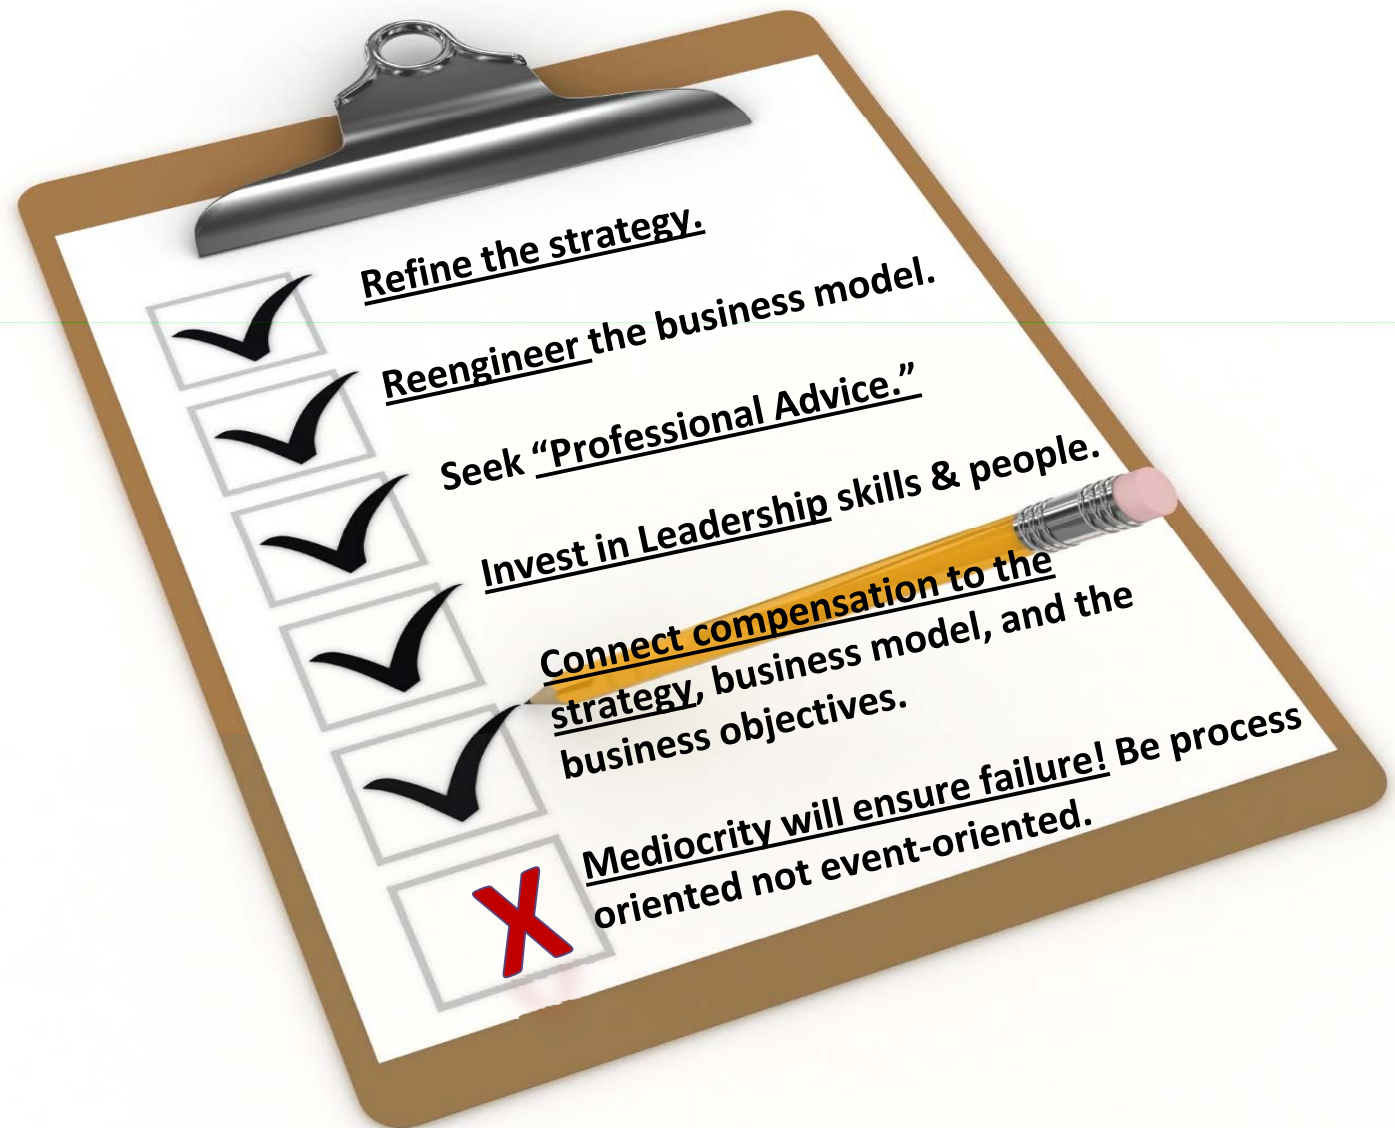 Refine the strategy.
Reengineer the business model.
Seek “Professional Advice.”
Invest in Leadership skills & people.
Connect compensation to the
strategy, business model, and the
business objectives.
Mediocrity will ensure failure! Be process
oriented not event-oriented.
X